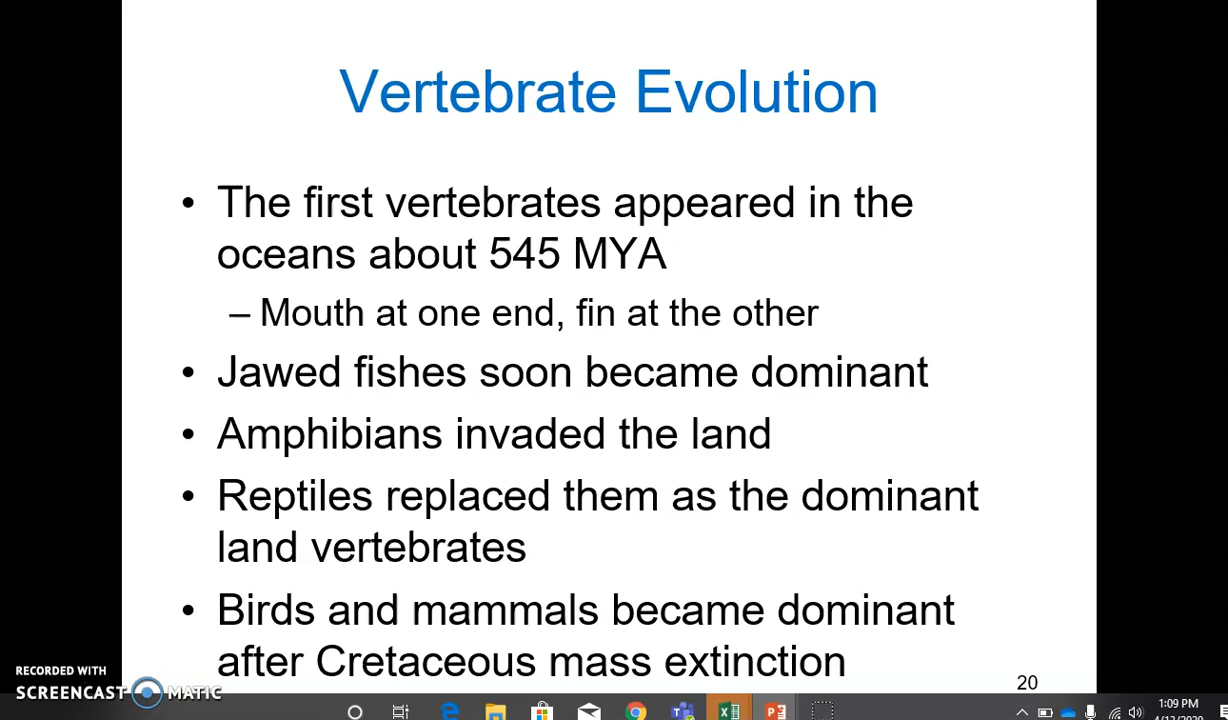 Vertebrate Evolution
• The first vertebrates appeared in the
oceans about 545 MYA
– Mouth at one end, fin at the other
• Jawed fishes soon became dominant
• Amphibians invaded the land
• Reptiles replaced them as the dominant
land vertebrates
• Birds and mammals became dominant
after Cretaceous mass extinction
20
RECORDED WITH
SCREENCAST MATIC
1:09 PM